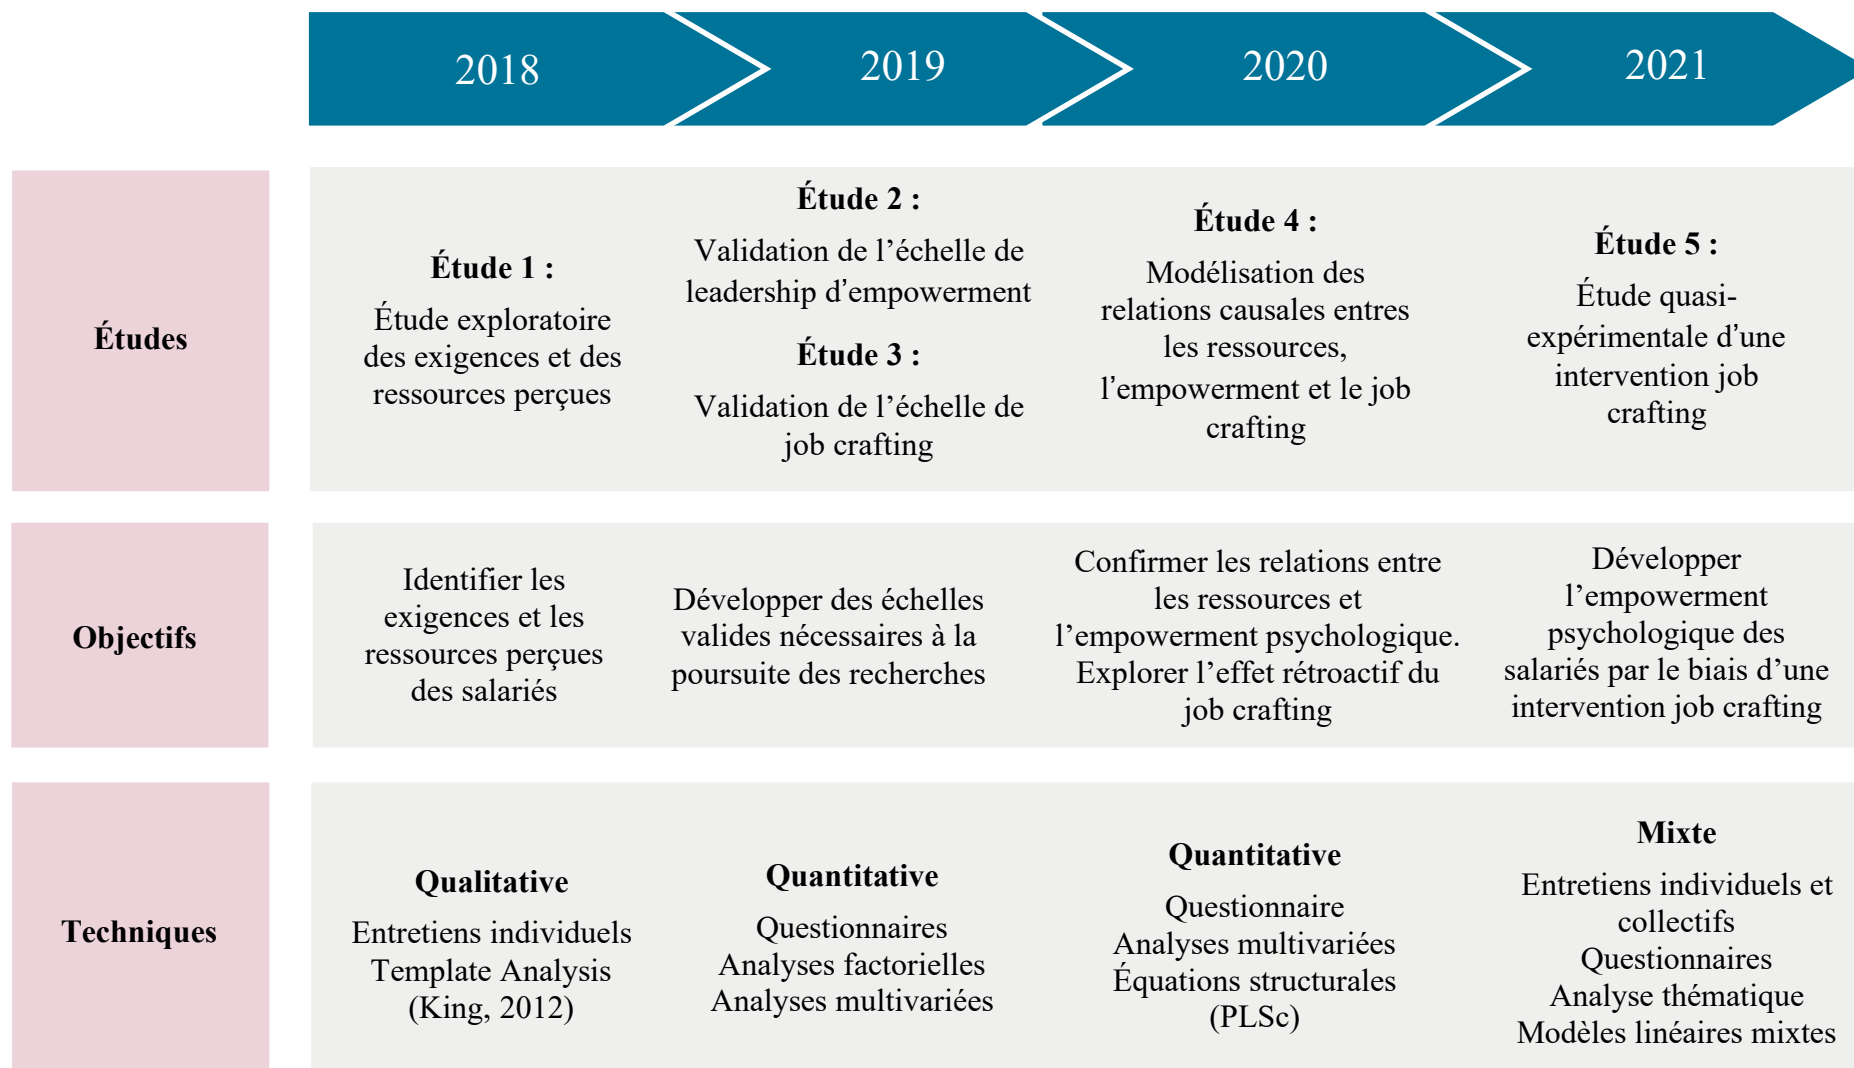 2018
2019
2020
2021
Études
Étude 1 :
Étude exploratoire
des exigences et des
ressources perçues
Étude 2 :
Validation de l’échelle de
leadership d’empowerment
Étude 3 :
Validation de l’échelle de
job crafting
Étude 4 :
Modélisation des
relations causales entres
les ressources,
l’empowerment et le job
crafting
Étude 5 :
Étude quasi-
expérimentale d’une
intervention job
crafting
Objectifs
Identifier les
exigences et les
ressources perçues
des salariés
Développer des échelles
valides nécessaires à la
poursuite des recherches
Confirmer les relations entre
les ressources et
l’empowerment psychologique.
Explorer l’effet rétroactif du
job crafting
Développer
l’empowerment
psychologique des
salariés par le biais d’une
intervention job crafting
Techniques
Qualitative
Entretiens individuels
Template Analysis
(King, 2012)
Quantitative
Questionnaires
Analyses factorielles
Analyses multivariées
Quantitative
Questionnaire
Analyses multivariées
Équations structurales
(PLSc)
Mixte
Entretiens individuels et
collectifs
Questionnaires
Analyse thématique
Modèles linéaires mixtes